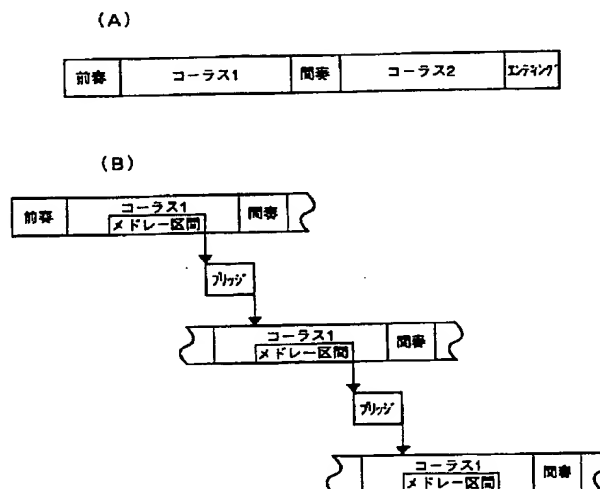 (A)
前奏 コーラス1 間奏 コーラス2 エンディング
(B)
前奏 コーラス1 間奏
メドレー区間
ブリッジ
コーラス1 間奏
メドレー区間
ブリッジ
コーラス1 間奏
メドレー区間